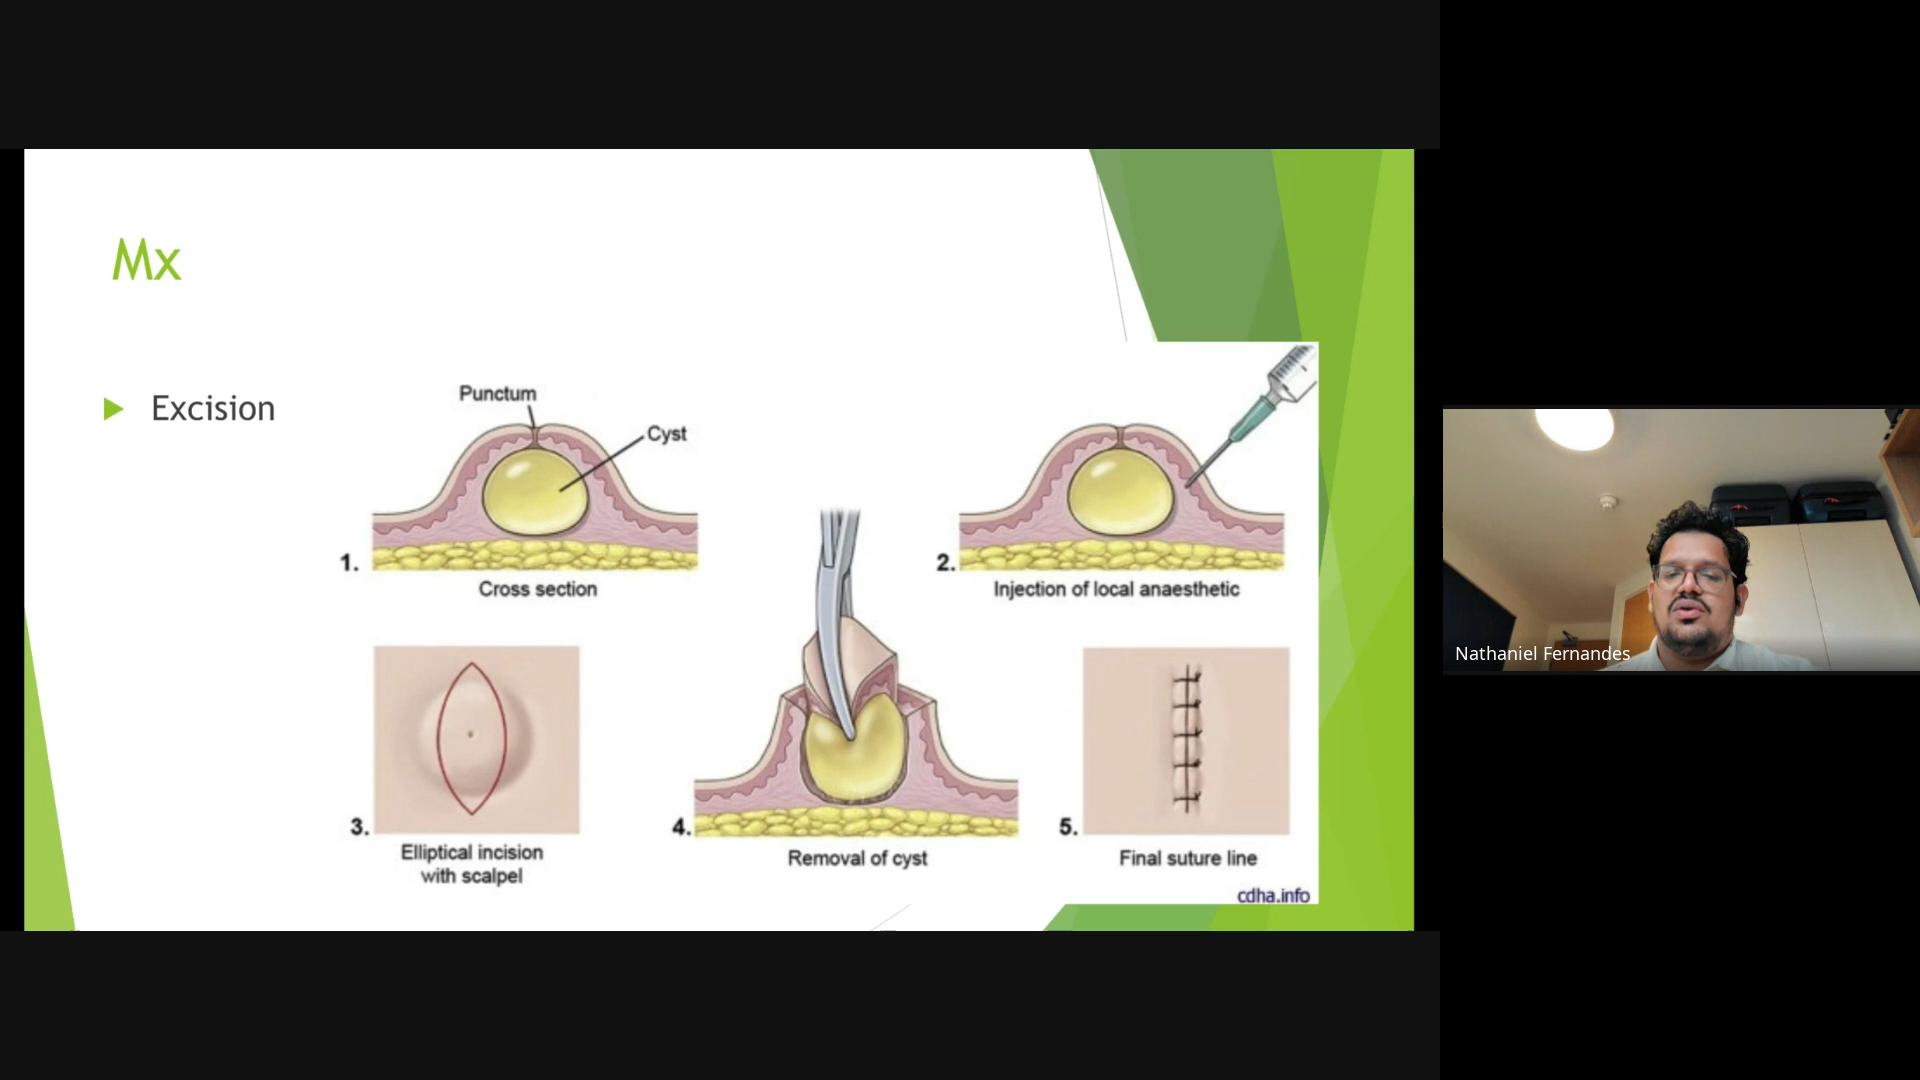 Mx
Excision
Punctum
Cyst
1.
Cross section
2.
Injection of local anaesthetic
3.
Elliptical incision
with scalpel
4.
Removal of cyst
5.
Final suture line
cdha.info
Nathaniel Fernandes